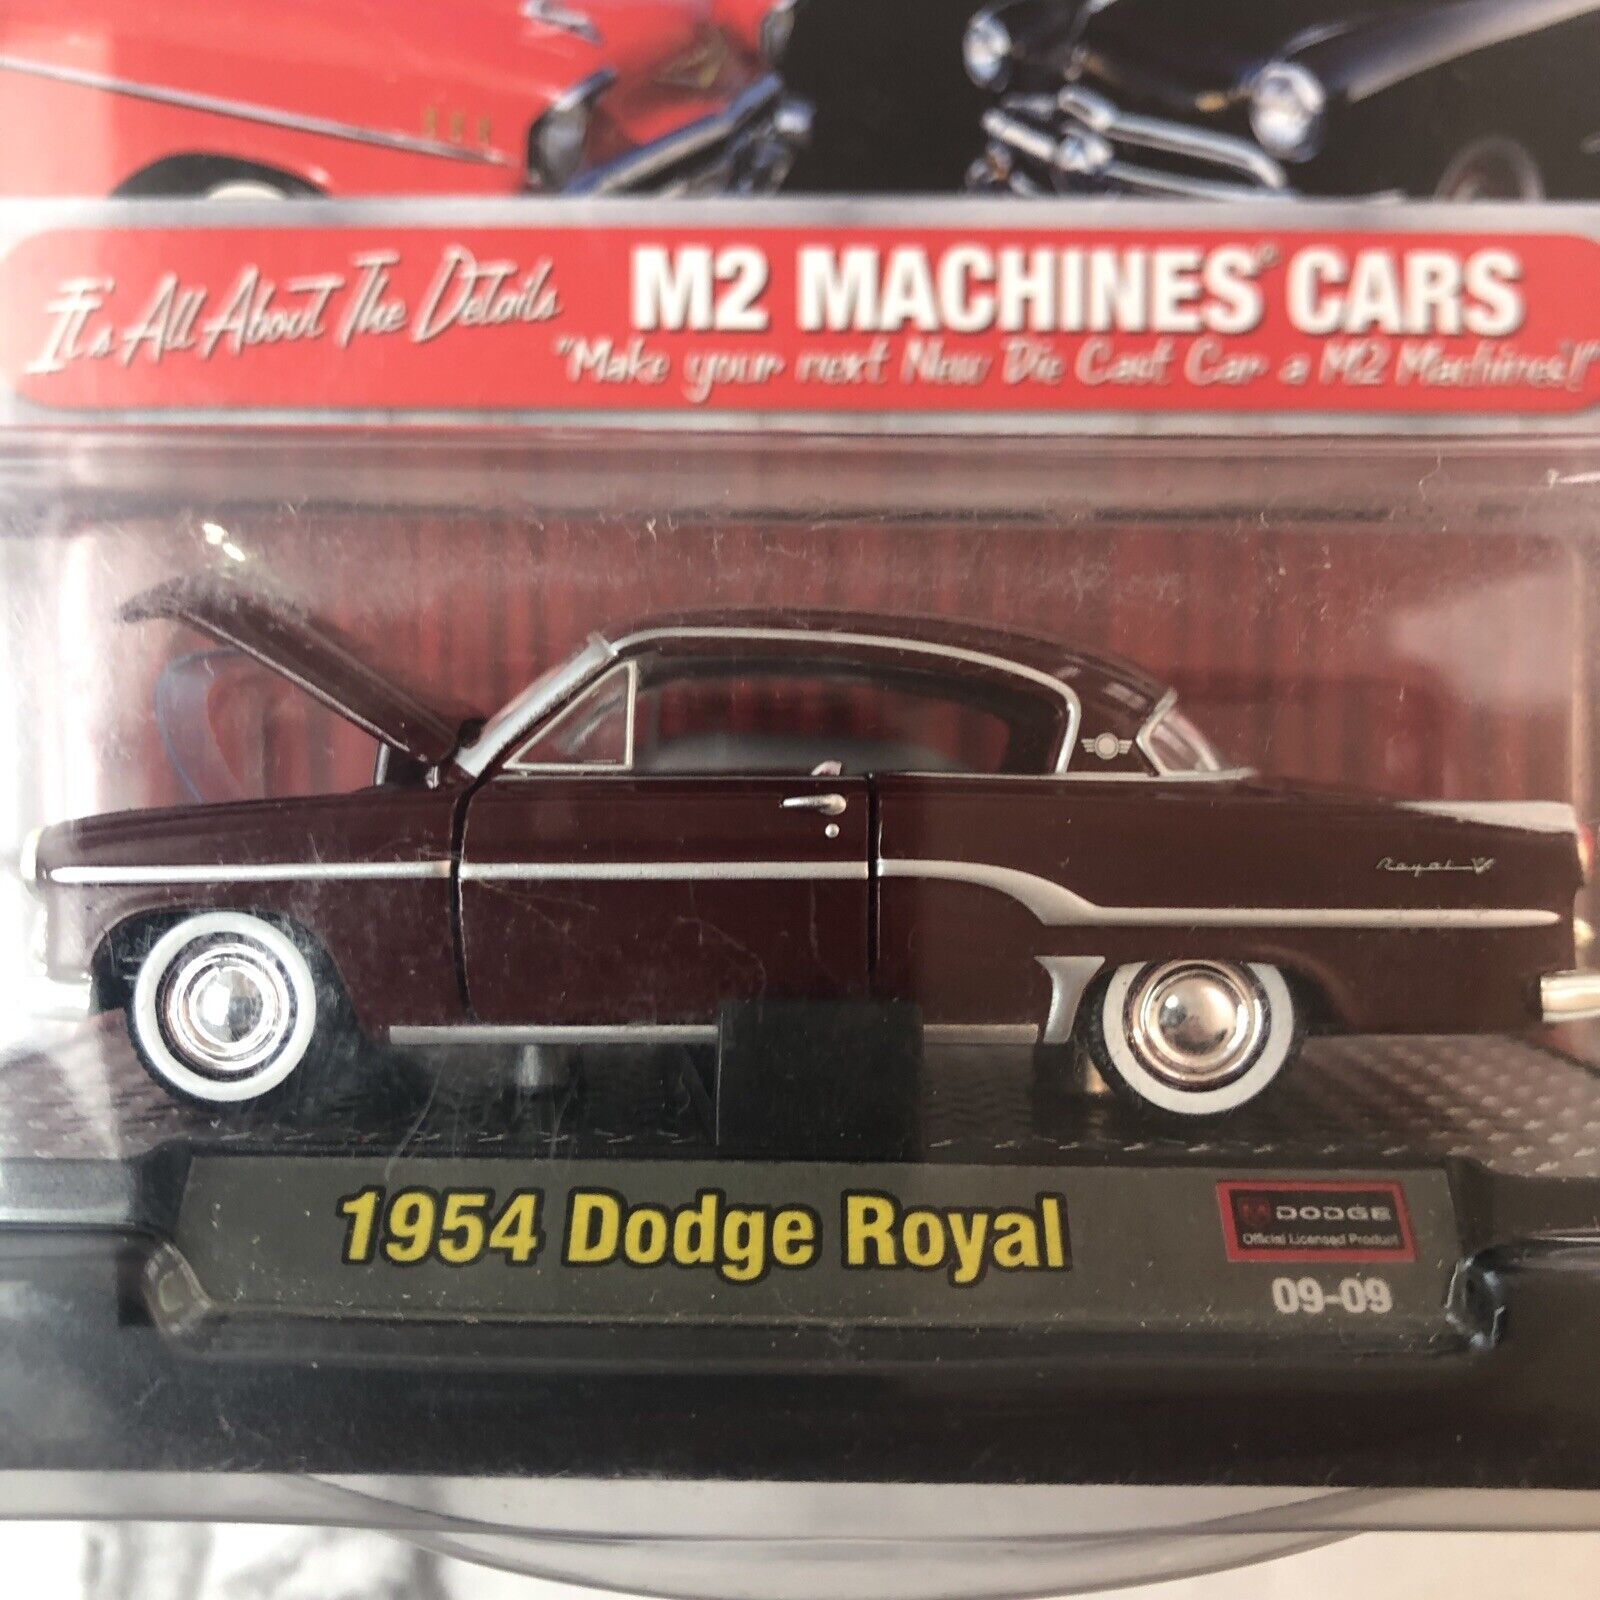 It's All About The Details
M2 MACHINES® CARS
"Make your next New Die Cast Car a M2 Machines!"
Royal V8
1954 Dodge Royal
DODGE
Official Licensed Product
09-09